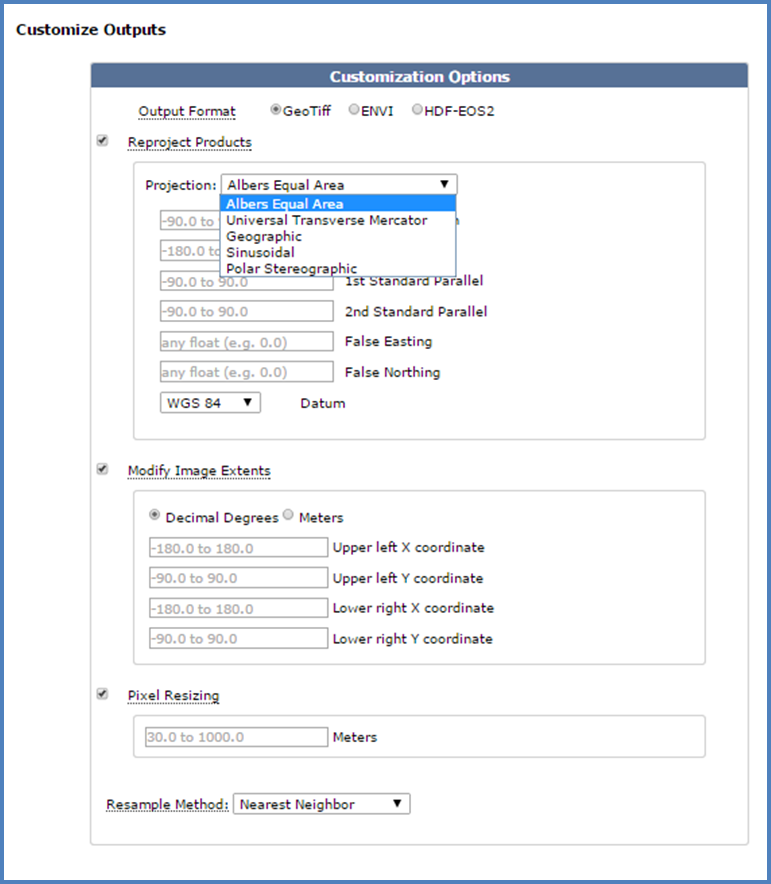 Customize Outputs
Customization Options
Output Format GeoTiff ENVI HDF-EOS2
Reproject Products
Projection: Albers Equal Area
Albers Equal Area
Universal Transverse Mercator
Geographic
Sinusoidal
Polar Stereographic
-90.0 to
-180.0 to
-90.0 to 90.0 1st Standard Parallel
-90.0 to 90.0 2nd Standard Parallel
any float (e.g. 0.0) False Easting
any float (e.g. 0.0) False Northing
WGS 84 Datum
Modify Image Extents
Decimal Degrees Meters
-180.0 to 180.0 Upper left X coordinate
-90.0 to 90.0 Upper left Y coordinate
-180.0 to 180.0 Lower right X coordinate
-90.0 to 90.0 Lower right Y coordinate
Pixel Resizing
30.0 to 1000.0 Meters
Resample Method: Nearest Neighbor